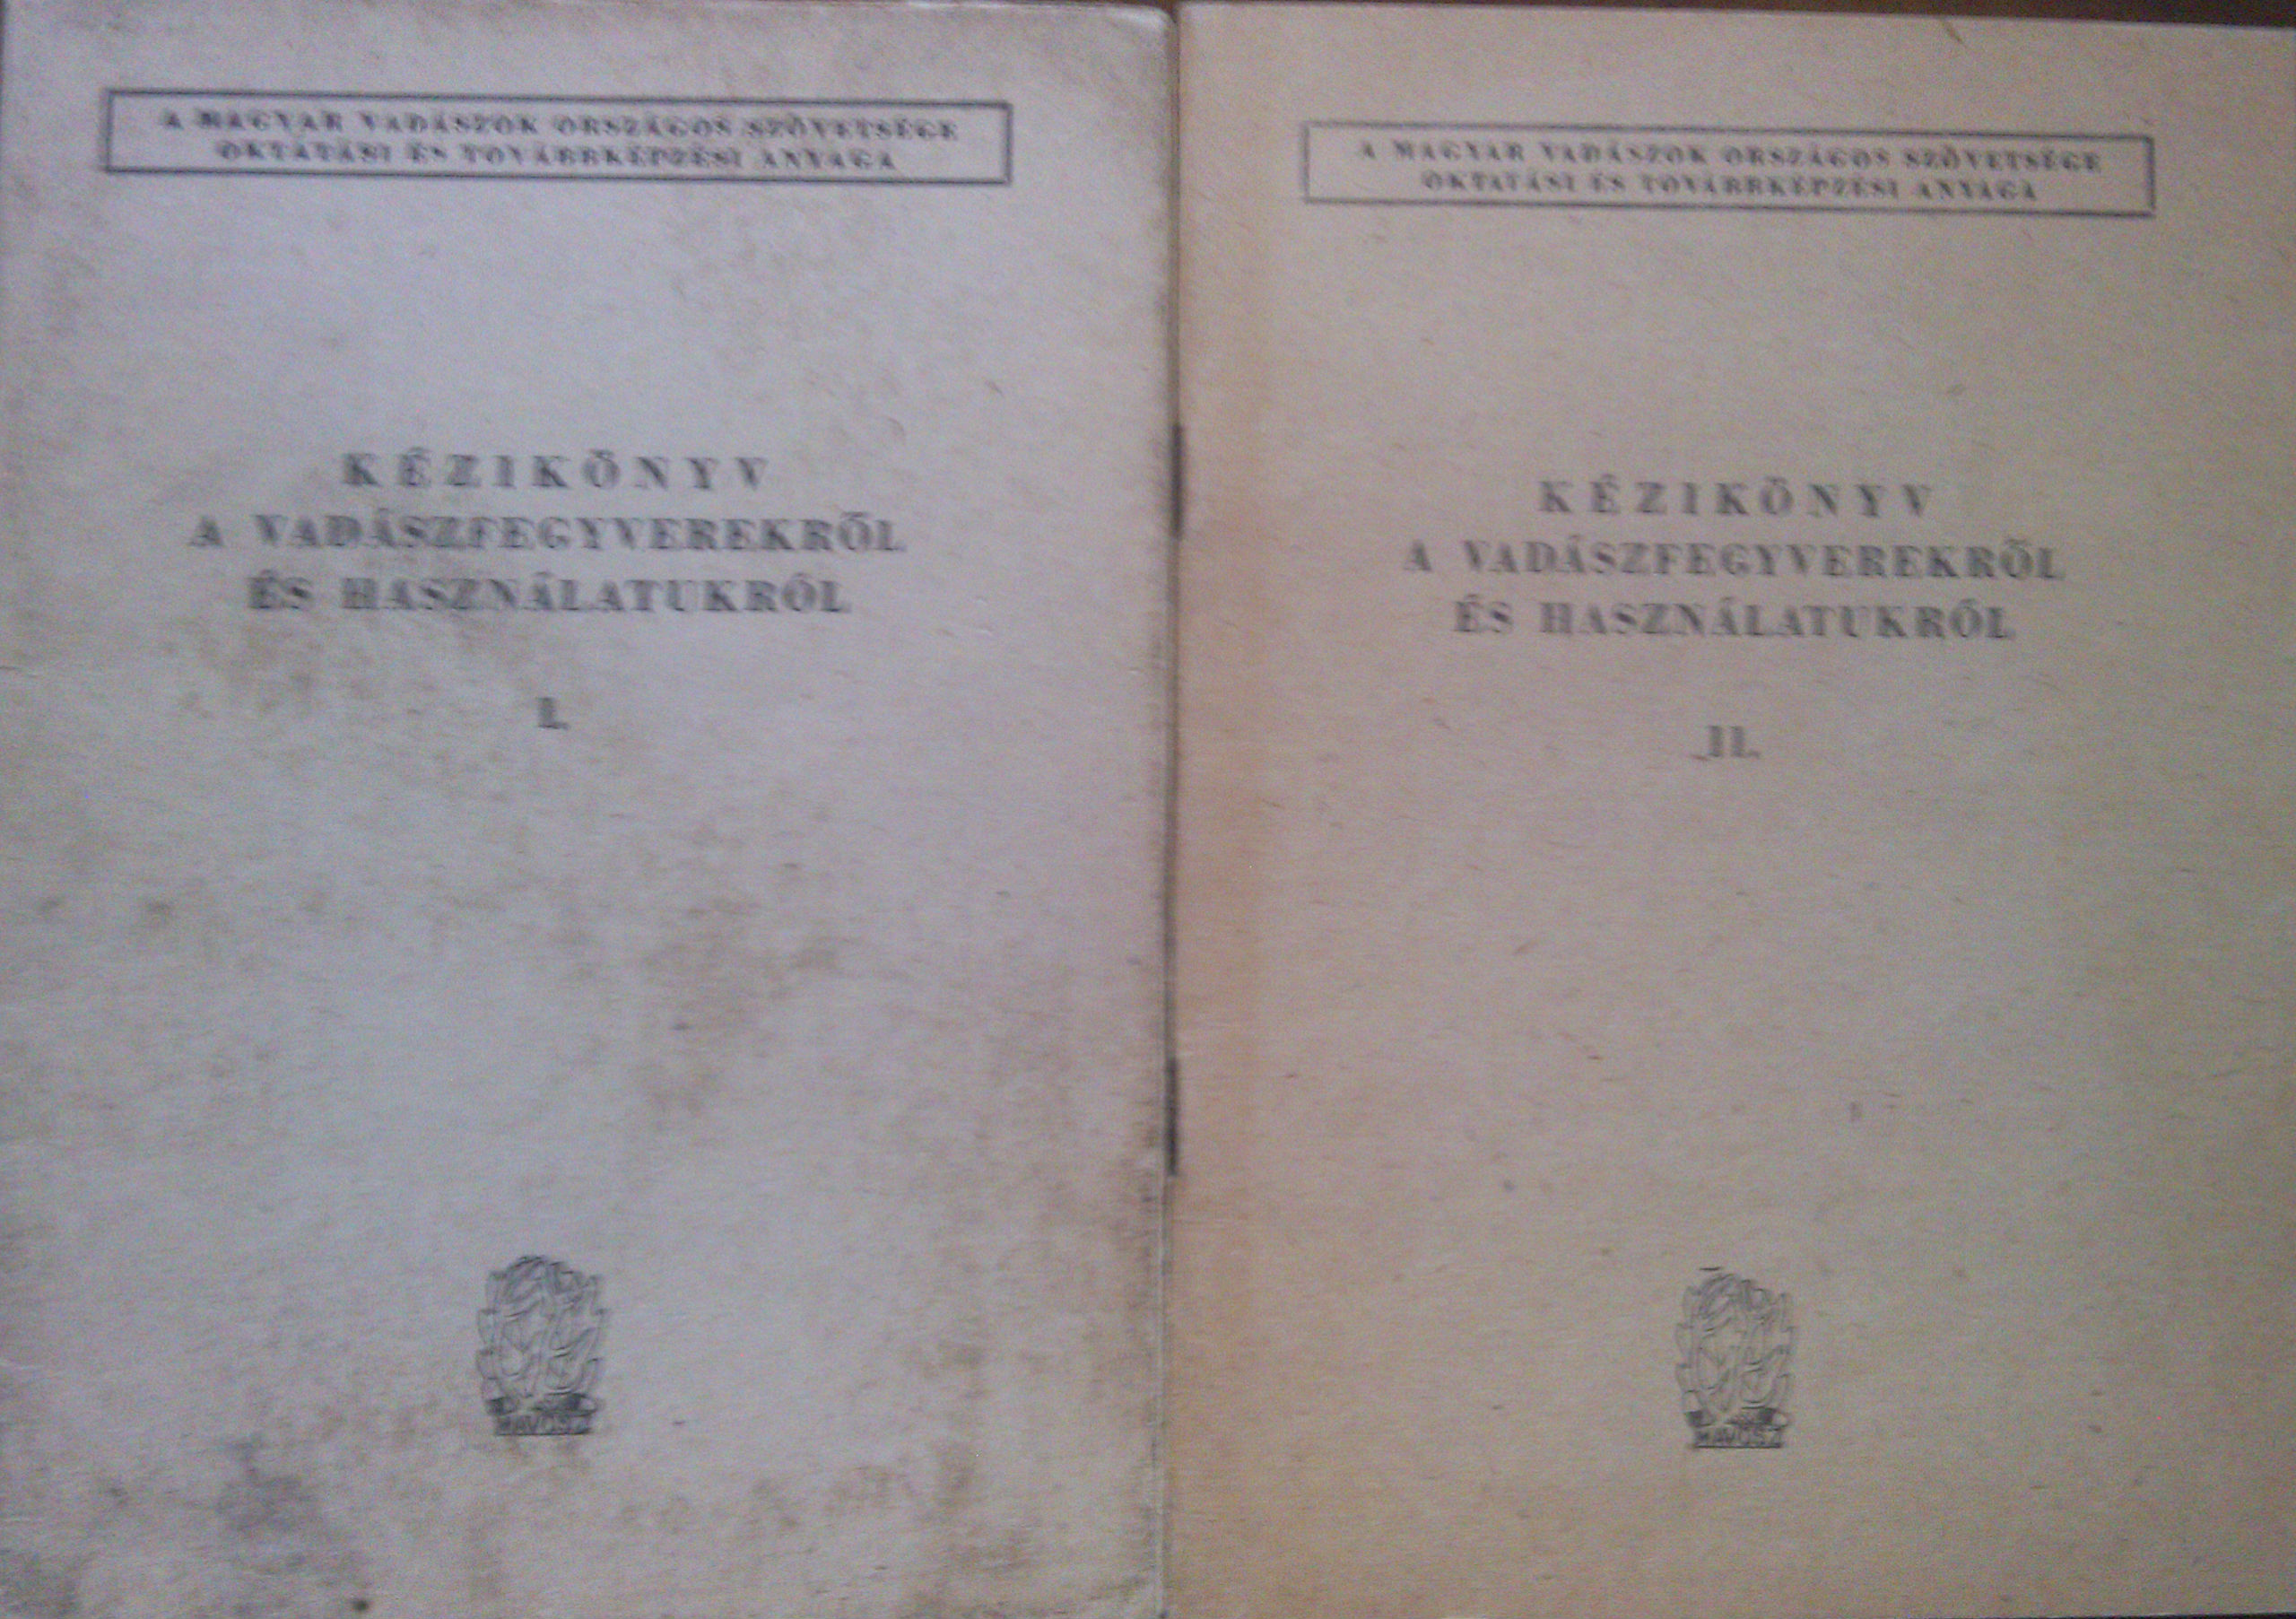 A MAGYAR VADÁSZOK ORSZÁGOS SZÖVETSÉGE
OKTATÁSI ÉS TOVÁBBKÉPZÉSI ANYAGA
KÉZIKÖNYV
A VADÁSZFEGYVEREKRŐL
ÉS HASZNÁLATUKRÓL
I.
MAVOSZ
A MAGYAR VADÁSZOK ORSZÁGOS SZÖVETSÉGE
OKTATÁSI ÉS TOVÁBBKÉPZÉSI ANYAGA
KÉZIKÖNYV
A VADÁSZFEGYVEREKRŐL
ÉS HASZNÁLATUKRÓL
II.
MAVOSZ